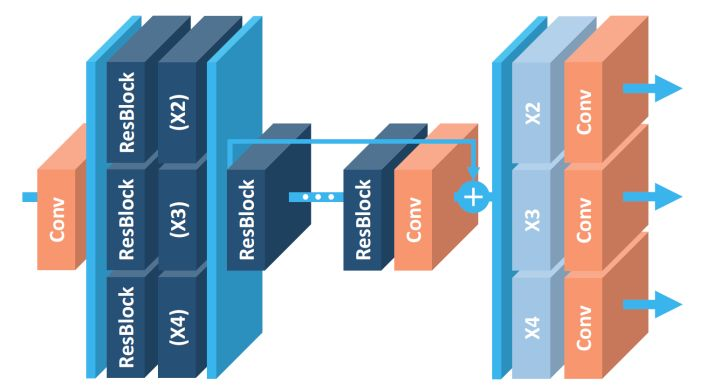 Conv
ResBlock
(X2)
ResBlock
(X3)
ResBlock
(X4)
ResBlock
ResBlock
Conv
X2
Conv
X3
Conv
X4
Conv